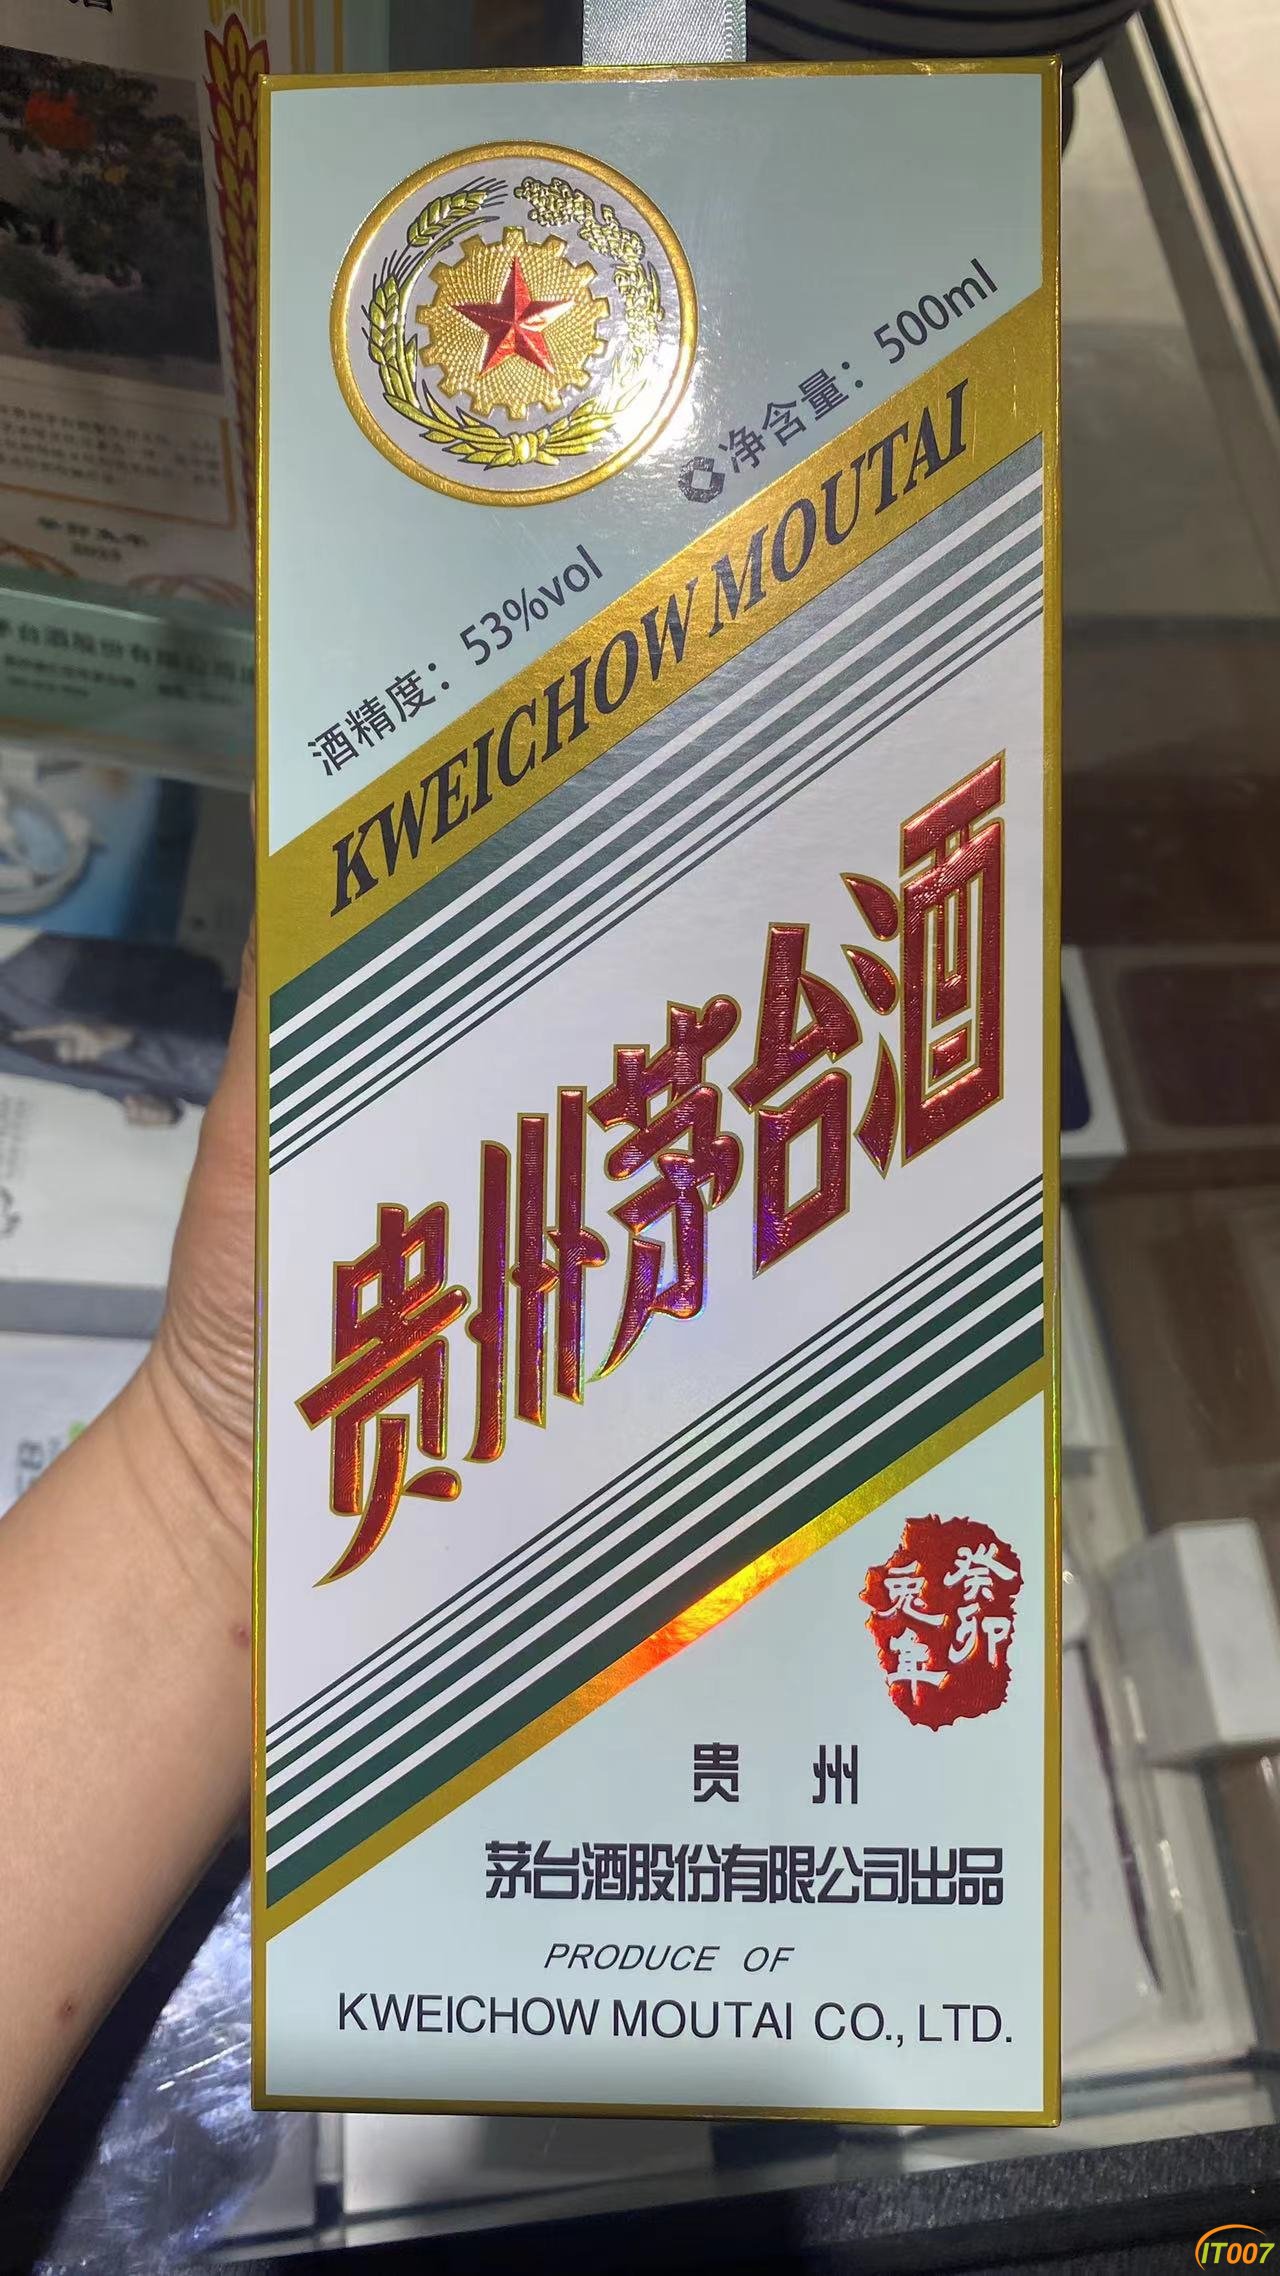 净含量：500ml
酒精度：53%vol
KWEICHOW MOUTAI
贵州茅台酒
癸卯
兔年
贵 州
茅台酒股份有限公司出品
PRODUCE OF
KWEICHOW MOUTAI CO., LTD.
IT007